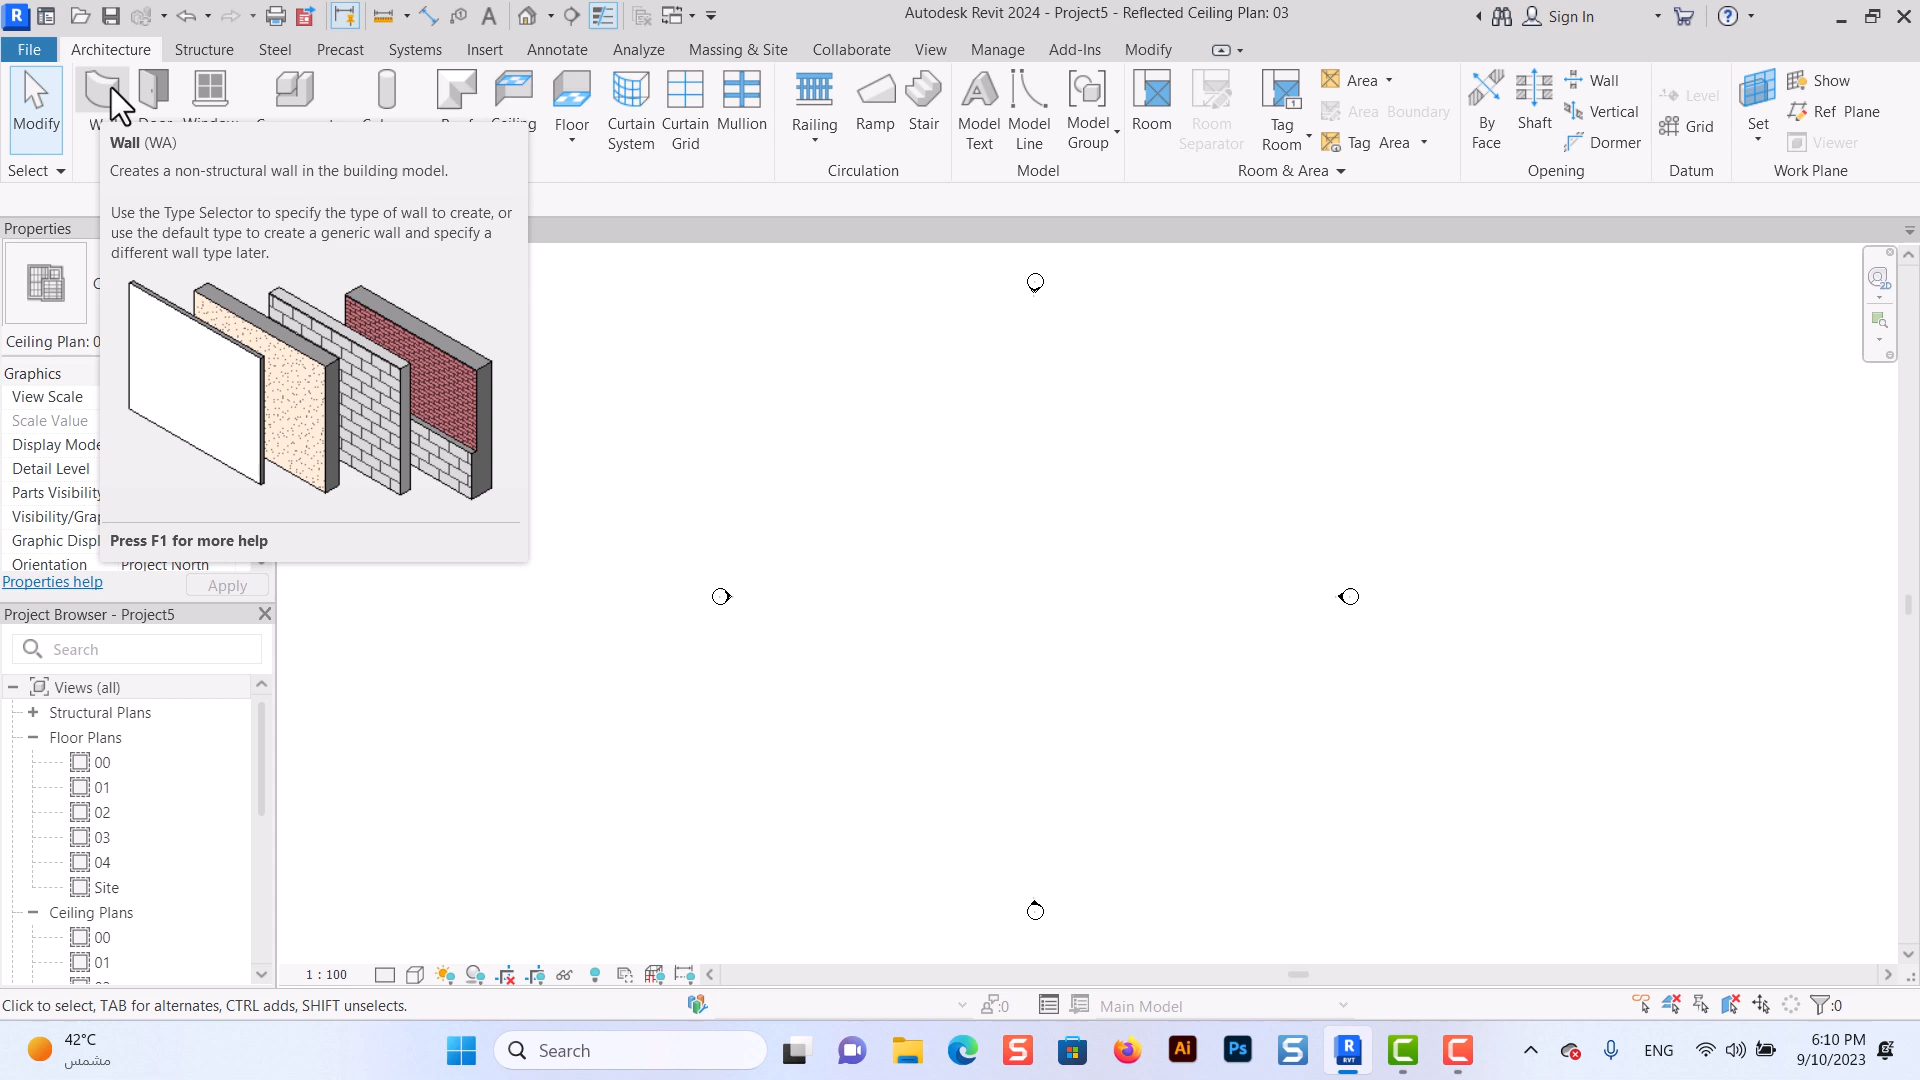 Autodesk Revit 2024 - Project5 - Reflected Ceiling Plan: 03
Sign In
File Architecture Structure Steel Precast Systems Insert Annotate Analyze Massing & Site Collaborate View Manage Add-Ins Modify
Modify
Floor
Curtain System
Curtain Grid
Mullion
Railing
Ramp
Stair
Model Text
Model Line
Model Group
Room
Room Separator
Tag Room
Area
Area Boundary
Tag Area
By Face
Shaft
Wall
Vertical
Dormer
Level
Grid
Set
Show
Ref Plane
Viewer
Select
Circulation
Model
Room & Area
Opening
Datum
Work Plane
Wall (WA)
Creates a non-structural wall in the building model.
Use the Type Selector to specify the type of wall to create, or
use the default type to create a generic wall and specify a
different wall type later.
Press F1 for more help
Properties
Ceiling Plan: 0
Graphics
View Scale
Scale Value
Display Mode
Detail Level
Parts Visibility
Visibility/Grap
Graphic Displ
Orientation Project North
Properties help
Apply
2D
Project Browser - Project5
Search
Views (all)
Structural Plans
Floor Plans
00
01
02
03
04
Site
Ceiling Plans
00
01
1 : 100
Click to select, TAB for alternates, CTRL adds, SHIFT unselects.
:0
Main Model
:0
42°C
مشمس
Search
ENG
6:10 PM
9/10/2023